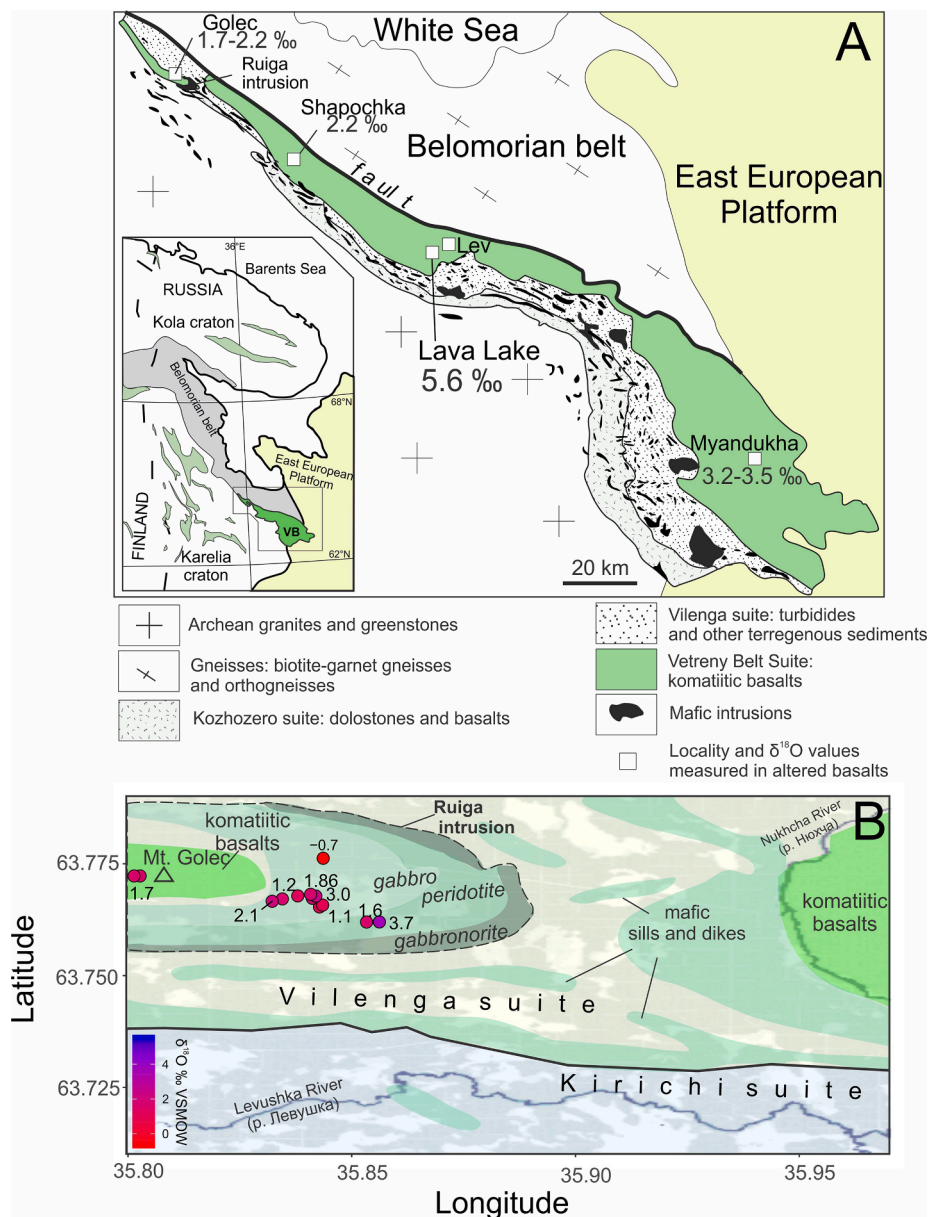 A
White Sea
Golec
1.7-2.2 ‰
Ruiga
intrusion
Shapochka
2.2 ‰
Belomorian belt
fault
East European
Platform
Lev
Lava Lake
5.6 ‰
Myandukha
3.2-3.5 ‰
20 km
36°E
Barents Sea
RUSSIA
Kola craton
Belomorian belt
68°N
East European
Platform
FINLAND
VB
Karelia
craton
62°N
Archean granites and greenstones
Gneisses: biotite-garnet gneisses
and orthogneisses
Kozhozero suite: dolostones and basalts
Vilenga suite: turbidides
and other terregenous sediments
Vetreny Belt Suite:
komatiitic basalts
Mafic intrusions
Locality and δ¹⁸O values
measured in altered basalts
B
Ruiga
intrusion
komatiitic
basalts
Mt. Golec
1.7
−0.7
1.2
1.86
3.0
2.1
1.1
1.6
3.7
gabbro
peridotite
gabbronorite
Nukhcha River
(р. Нюхча)
komatiitic
basalts
mafic
sills and dikes
Vilenga suite
Kirichi suite
Levushka River
(р. Левушка)
δ¹⁸O ‰ VSMOW
4
2
0
Latitude
63.775
63.750
63.725
35.80
35.85
35.90
35.95
Longitude